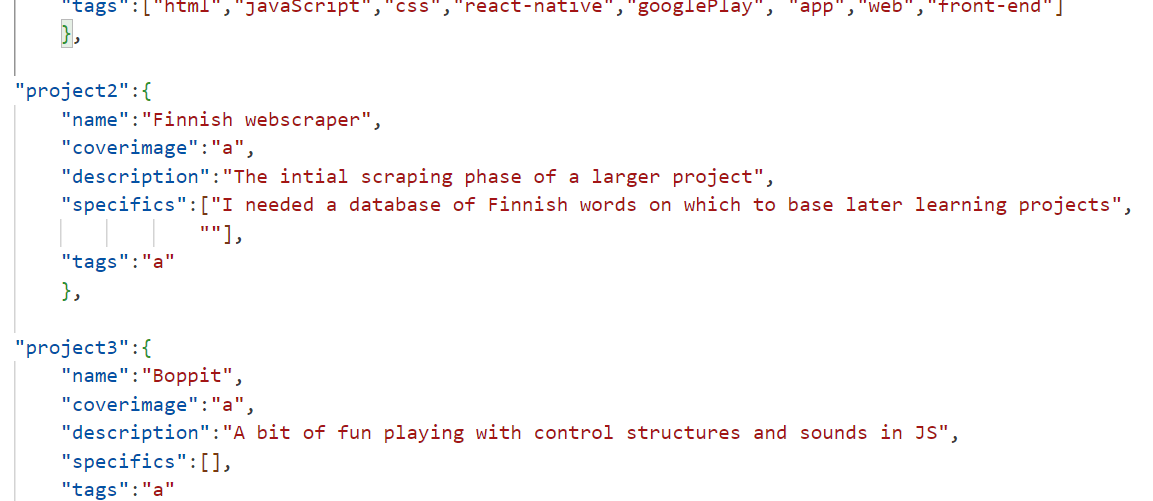 "tags":["html","javaScript","css","react-native","googlePlay", "app","web","front-end"]
},
"project2":{
"name":"Finnish webscraper",
"coverimage":"a",
"description":"The intial scraping phase of a larger project",
"specifics":["I needed a database of Finnish words on which to base later learning projects",
""],
"tags":"a"
},
"project3":{
"name":"Boppit",
"coverimage":"a",
"description":"A bit of fun playing with control structures and sounds in JS",
"specifics":[],
"tags":"a"